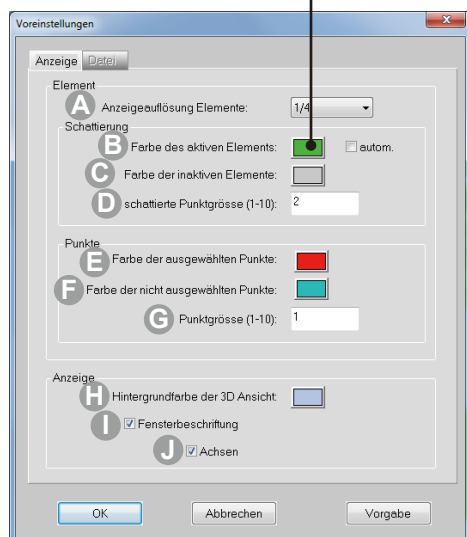 Voreinstellungen
Anzeige Datei
Element
A Anzeigeauflösung Elemente: 1/4
Schattierung
B Farbe des aktiven Elements: autom.
C Farbe der inaktiven Elemente:
D schattierte Punktgrösse (1-10): 2
Punkte
E Farbe der ausgewählten Punkte:
F Farbe der nicht ausgewählten Punkte:
G Punktgrösse (1-10): 1
Anzeige
H Hintergrundfarbe der 3D Ansicht:
I Fensterbeschriftung
J Achsen
OK Abbrechen Vorgabe